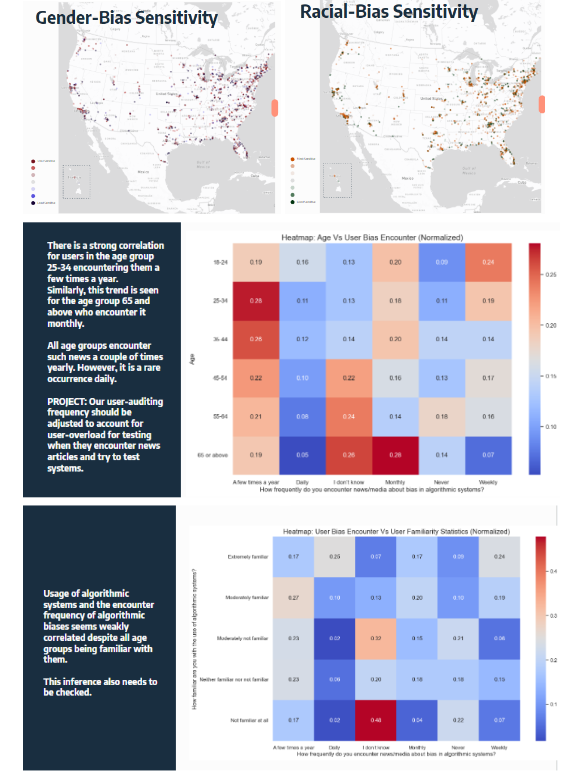 Gender-Bias Sensitivity
Racial-Bias Sensitivity
United States
Mexico
United States
Mexico
There is a strong correlation
for users in the age group
25-34 encountering them a
few times a year.
Similarly, this trend is seen
for the age group 65 and
above who encounter it
monthly.
All age groups encounter
such news a couple of times
yearly. However, it is a rare
occurrence daily.
PROJECT: Our user-auditing
frequency should be
adjusted to account for
user-overload for testing
when they encounter news
articles and try to test
systems.
Heatmap: Age Vs User Bias Encounter (Normalized)
Age
18-24 0.19 0.16 0.13 0.20 0.09 0.24
25-34 0.28 0.11 0.13 0.18 0.11 0.19
35-44 0.26 0.12 0.14 0.20 0.14 0.14
45-54 0.22 0.10 0.22 0.16 0.13 0.17
55-64 0.21 0.08 0.24 0.14 0.18 0.16
65 or above 0.19 0.05 0.26 0.28 0.14 0.07
A few times a year Daily I don't know Monthly Never Weekly
How frequently do you encounter news/media about bias in algorithmic systems?
0.25
0.20
0.15
0.10
Usage of algorithmic
systems and the encounter
frequency of algorithmic
biases seems weakly
correlated despite all age
groups being familiar with
them.
This inference also needs to
be checked.
Heatmap: User Bias Encounter Vs User Familiarity Statistics (Normalized)
How familiar are you with the use of algorithmic systems?
Extremely familiar 0.17 0.25 0.07 0.17 0.09 0.24
Moderately familiar 0.27 0.10 0.13 0.20 0.10 0.19
Moderately not familiar 0.23 0.02 0.32 0.15 0.21 0.06
Neither familiar nor not familiar 0.23 0.06 0.20 0.18 0.18 0.15
Not familiar at all 0.17 0.02 0.48 0.04 0.22 0.07
A few times a year Daily I don't know Monthly Never Weekly
How frequently do you encounter news/media about bias in algorithmic systems?
0.4
0.3
0.2
0.1